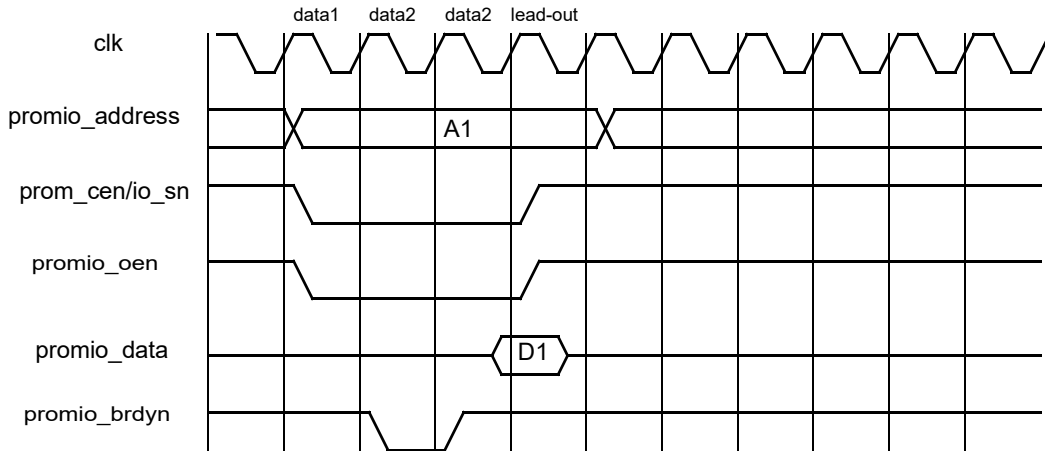 data1 data2 data2 lead-out
clk
promio_address
A1
prom_cen/io_sn
promio_oen
promio_data
D1
promio_brdyn